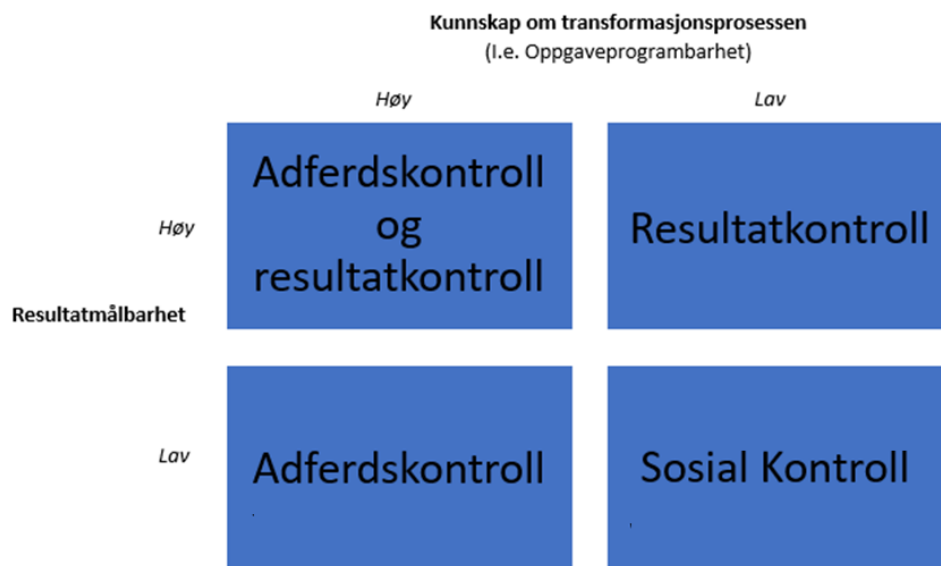 Kunnskap om transformasjonsprosessen
(I.e. Oppgaveprogrambarhet)
Høy
Lav
Høy
Adferdskontroll
og
resultatkontroll
Resultatkontroll
Resultatmålbarhet
Lav
Adferdskontroll
Sosial Kontroll